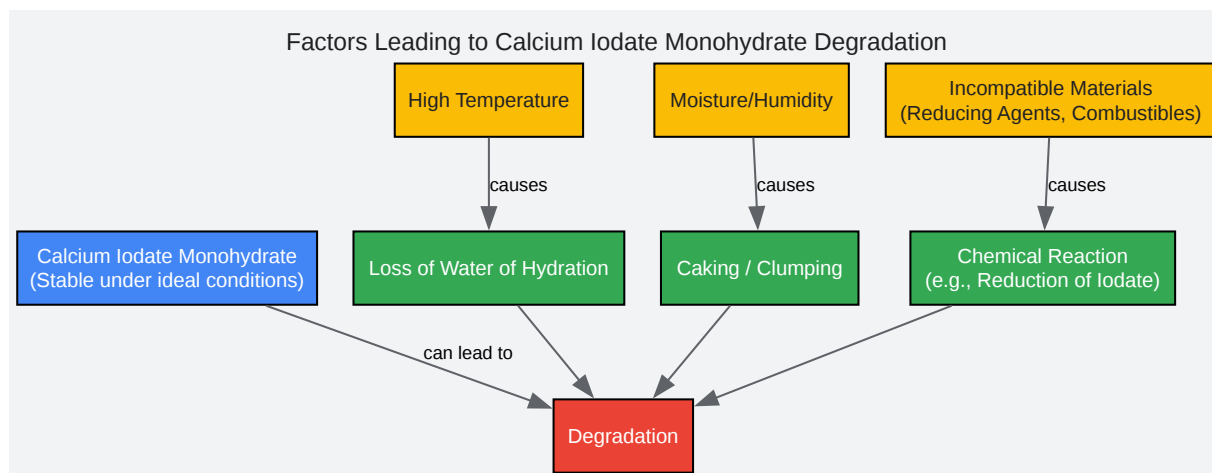 Factors Leading to Calcium Iodate Monohydrate Degradation
High Temperature
Moisture/Humidity
Incompatible Materials
(Reducing Agents, Combustibles)
causes
causes
causes
Calcium Iodate Monohydrate
(Stable under ideal conditions)
Loss of Water of Hydration
Caking / Clumping
Chemical Reaction
(e.g., Reduction of Iodate)
can lead to
Degradation